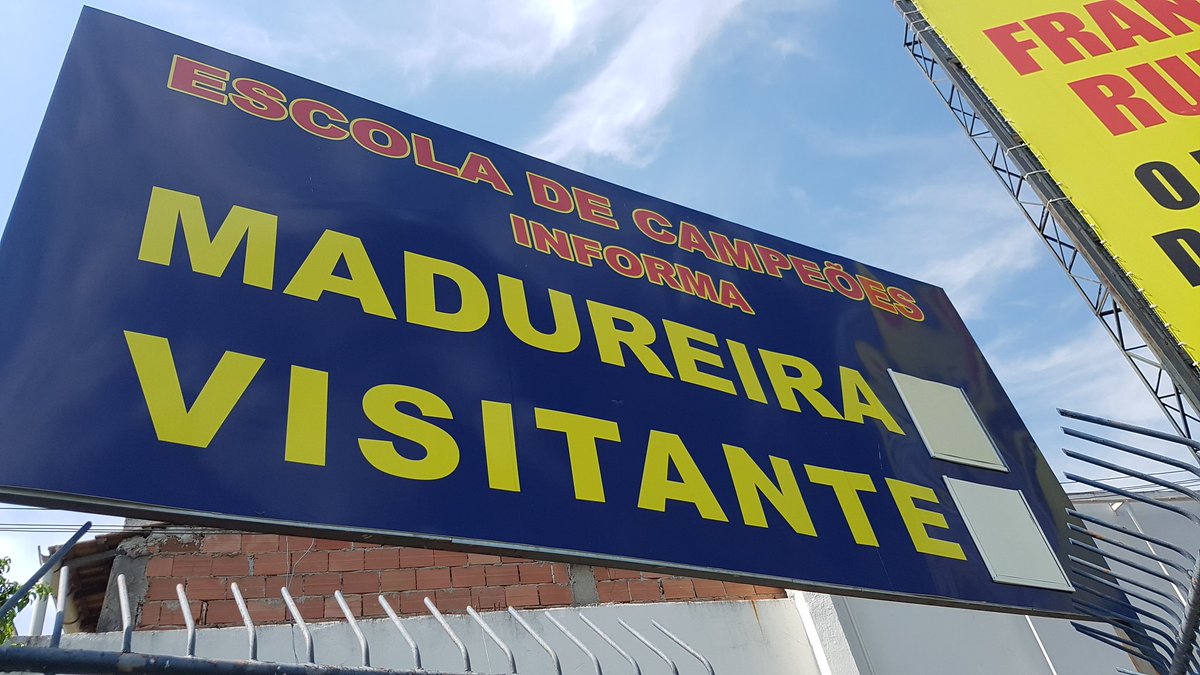 ESCOLA DE CAMPEÕES
INFORMA
MADUREIRA
VISITANTE